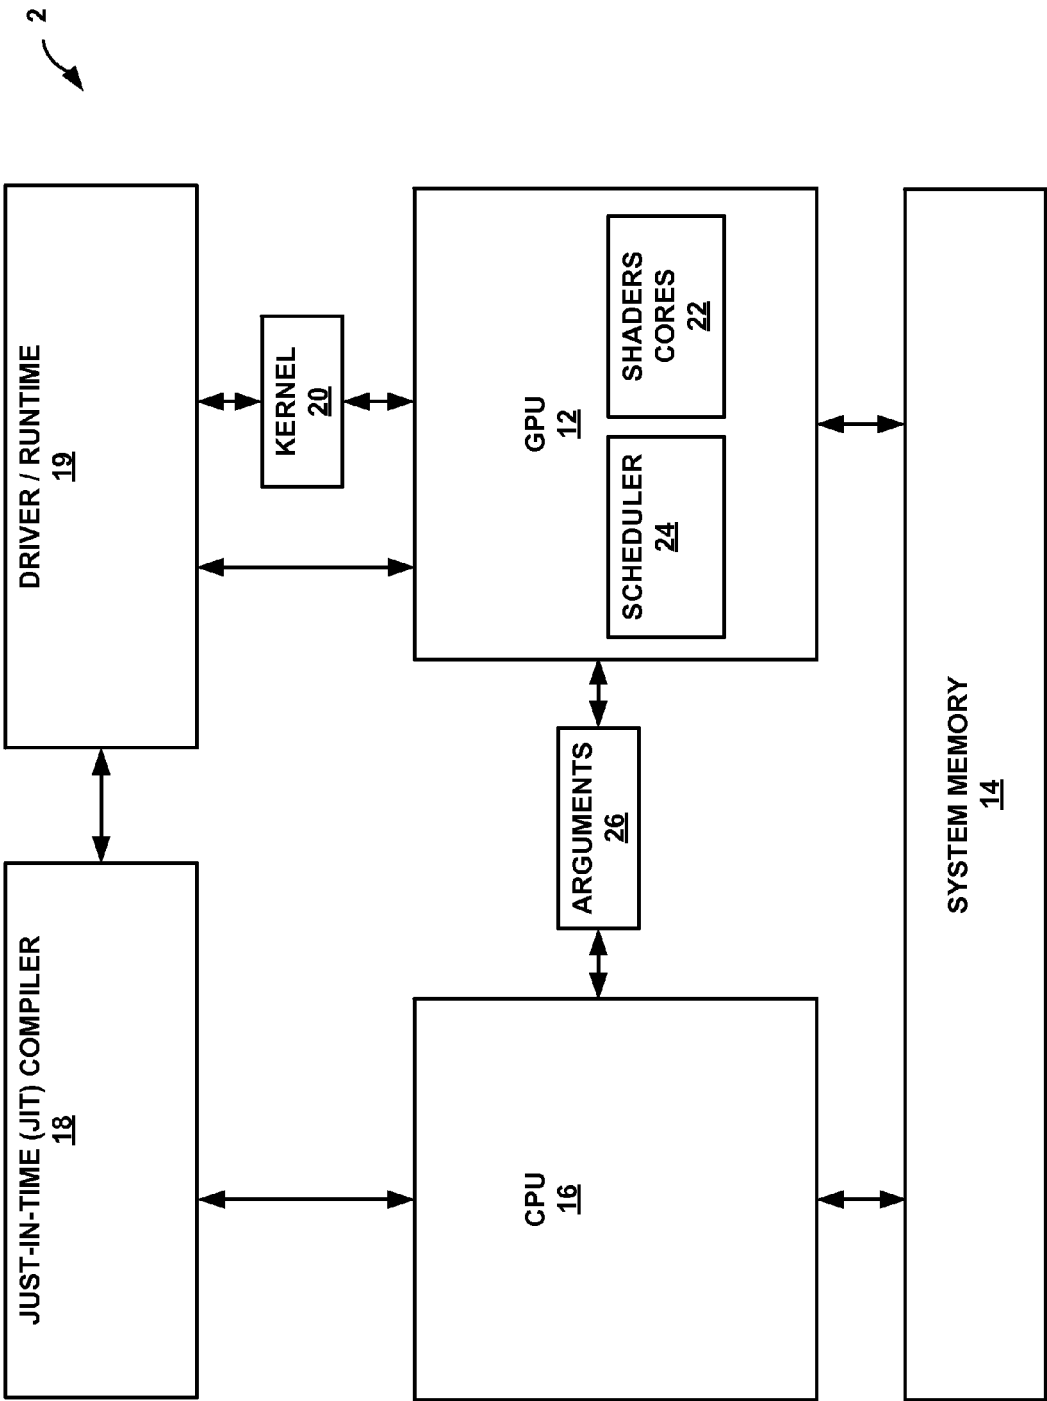 2
JUST-IN-TIME (JIT) COMPILER
18
DRIVER / RUNTIME
19
KERNEL
20
CPU
16
ARGUMENTS
26
GPU
12
SCHEDULER
24
SHADERS
CORES
22
SYSTEM MEMORY
14